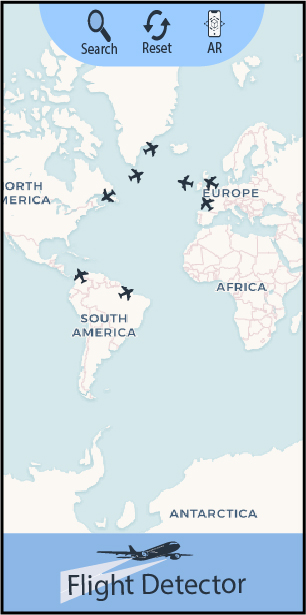 Search Reset AR
ORTH
MERICA
EUROPE
AFRICA
SOUTH
AMERICA
ANTARCTICA
Flight Detector